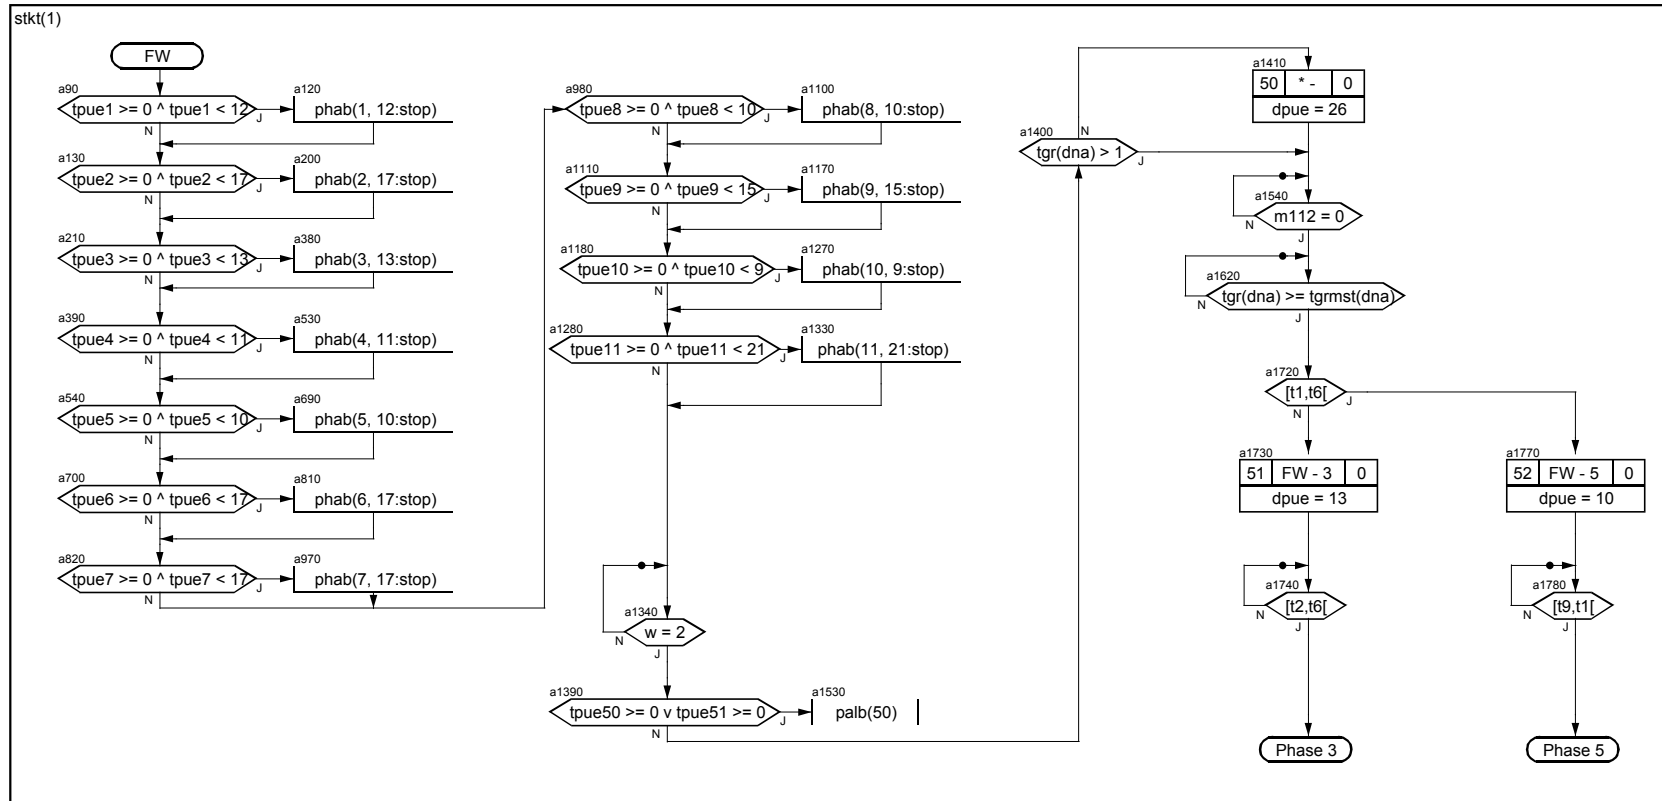 stkt(1)
FW
a90
tpue1 >= 0 ^ tpue1 < 12
J
N
a120
phab(1, 12:stop)
a130
tpue2 >= 0 ^ tpue2 < 17
J
N
a200
phab(2, 17:stop)
a210
tpue3 >= 0 ^ tpue3 < 13
J
N
a380
phab(3, 13:stop)
a390
tpue4 >= 0 ^ tpue4 < 11
J
N
a530
phab(4, 11:stop)
a540
tpue5 >= 0 ^ tpue5 < 10
J
N
a690
phab(5, 10:stop)
a700
tpue6 >= 0 ^ tpue6 < 17
J
N
a810
phab(6, 17:stop)
a820
tpue7 >= 0 ^ tpue7 < 17
J
N
a970
phab(7, 17:stop)
a980
tpue8 >= 0 ^ tpue8 < 10
J
N
a1100
phab(8, 10:stop)
a1110
tpue9 >= 0 ^ tpue9 < 15
J
N
a1170
phab(9, 15:stop)
a1180
tpue10 >= 0 ^ tpue10 < 9
J
N
a1270
phab(10, 9:stop)
a1280
tpue11 >= 0 ^ tpue11 < 21
J
N
a1330
phab(11, 21:stop)
a1340
w = 2
N
J
a1390
tpue50 >= 0 v tpue51 >= 0
J
N
a1530
palb(50)
a1400
N
tgr(dna) > 1
J
a1410
50 * - 0
dpue = 26
a1540
m112 = 0
N
J
a1620
tgr(dna) >= tgrmst(dna)
N
J
a1720
[t1,t6[
J
N
a1730
51 FW - 3 0
dpue = 13
a1740
[t2,t6[
N
J
Phase 3
a1770
52 FW - 5 0
dpue = 10
a1780
[t9,t1[
N
J
Phase 5